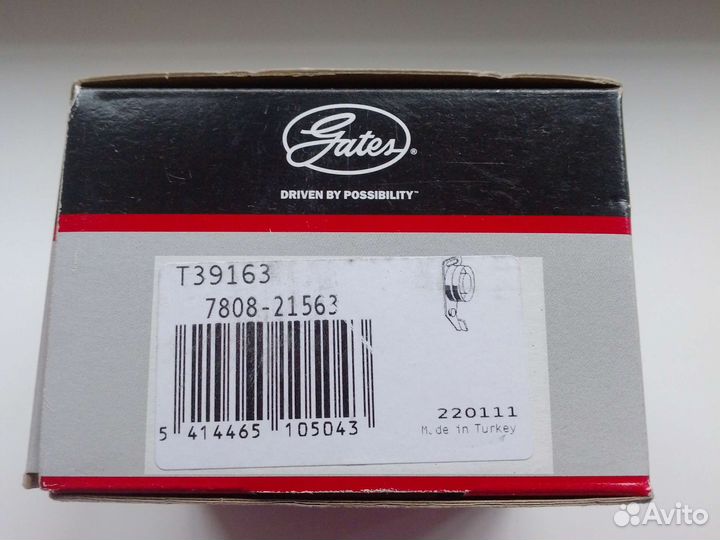 Gates®
DRIVEN BY POSSIBILITY™
T39163
7808-21563
5 414465 105043
220111
Made in Turkey
Avito